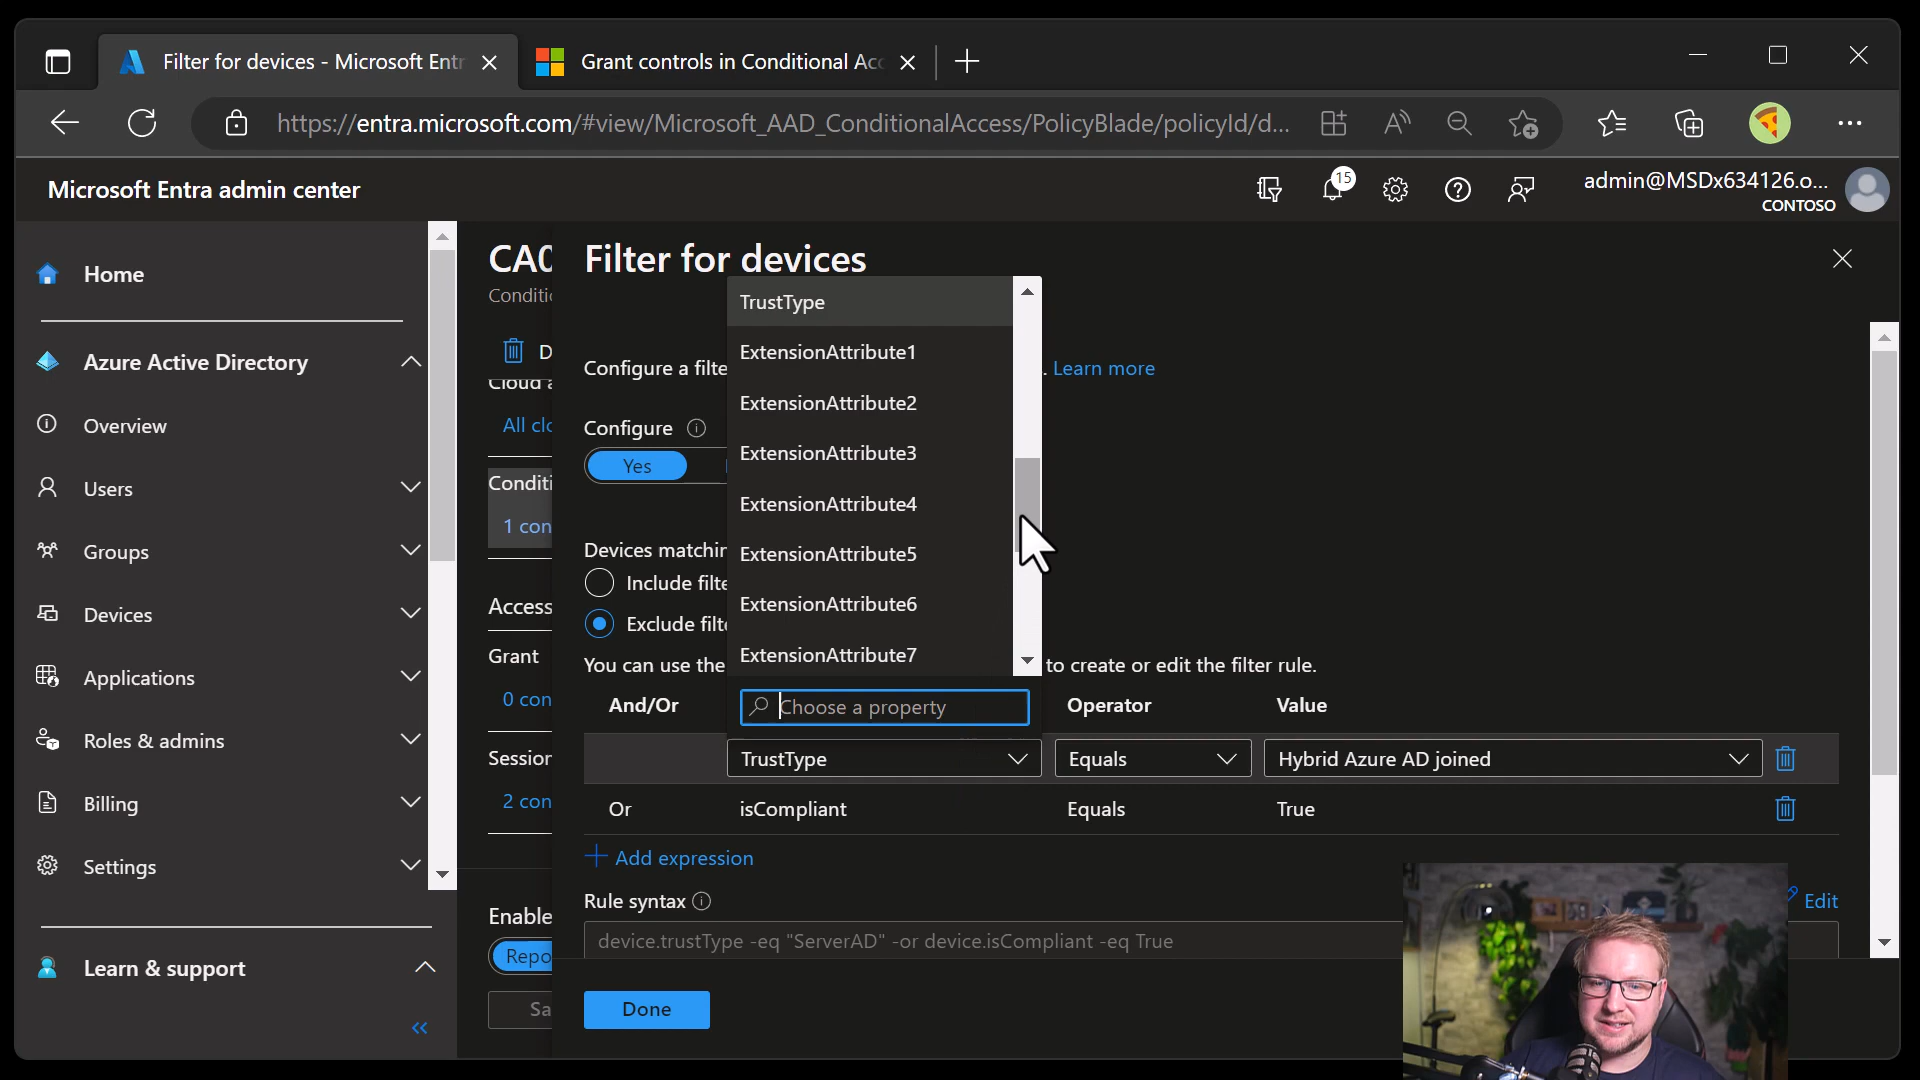 Filter for devices - Microsoft Entr
Grant controls in Conditional Acc
https://entra.microsoft.com/#view/Microsoft_AAD_ConditionalAccess/PolicyBlade/policyId/d...
Microsoft Entra admin center
15
admin@MSDx634126.o...
CONTOSO
Home
Azure Active Directory
Overview
Users
Groups
Devices
Applications
Roles & admins
Billing
Settings
Learn & support
CA0
Conditio
D
Cloud a
All clo
Conditi
1 con
Access
Grant
0 con
Session
2 con
Enable
Repo
Sa
Filter for devices
Configure a filte
. Learn more
Configure
Yes
Devices matchin
Include filte
Exclude filte
You can use the
to create or edit the filter rule.
TrustType
ExtensionAttribute1
ExtensionAttribute2
ExtensionAttribute3
ExtensionAttribute4
ExtensionAttribute5
ExtensionAttribute6
ExtensionAttribute7
Choose a property
And/Or
Operator
Value
TrustType
Equals
Hybrid Azure AD joined
Or
isCompliant
Equals
True
Add expression
Rule syntax
Edit
device.trustType -eq "ServerAD" -or device.isCompliant -eq True
Done